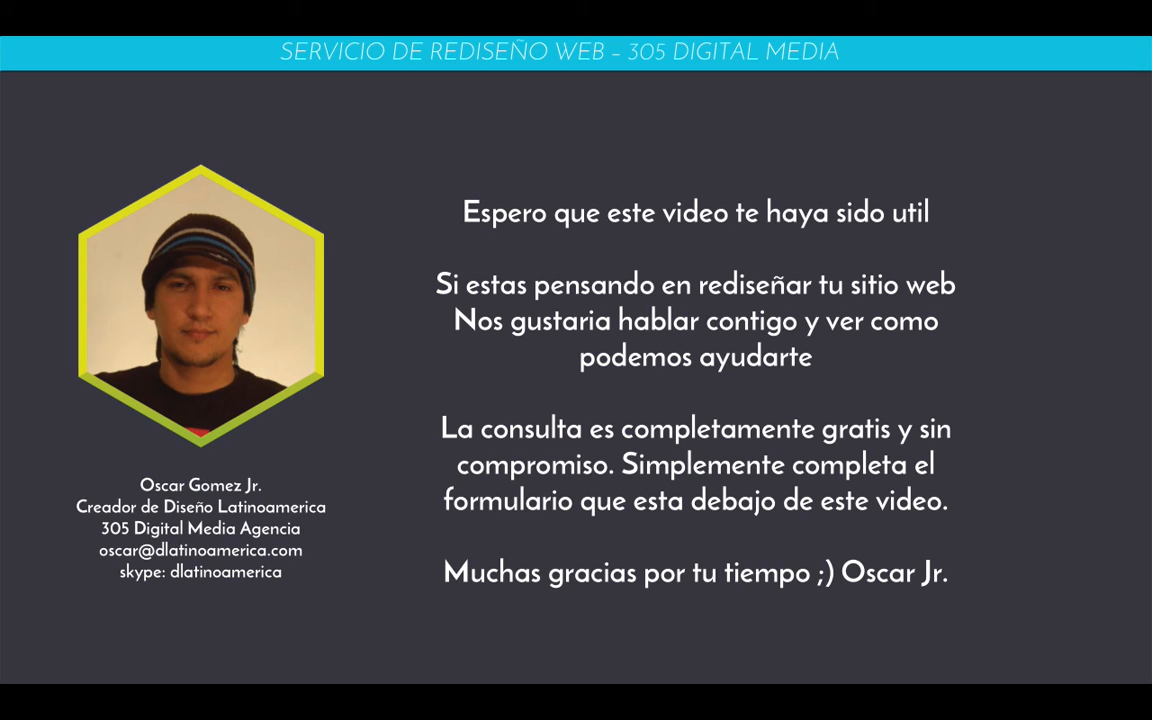 SERVICIO DE REDISEÑO WEB – 305 DIGITAL MEDIA
Espero que este video te haya sido util
Si estas pensando en rediseñar tu sitio web
Nos gustaria hablar contigo y ver como
podemos ayudarte
La consulta es completamente gratis y sin
compromiso. Simplemente completa el
formulario que esta debajo de este video.
Muchas gracias por tu tiempo ;) Oscar Jr.
Oscar Gomez Jr.
Creador de Diseño Latinoamerica
305 Digital Media Agencia
oscar@dlatinoamerica.com
skype: dlatinoamerica